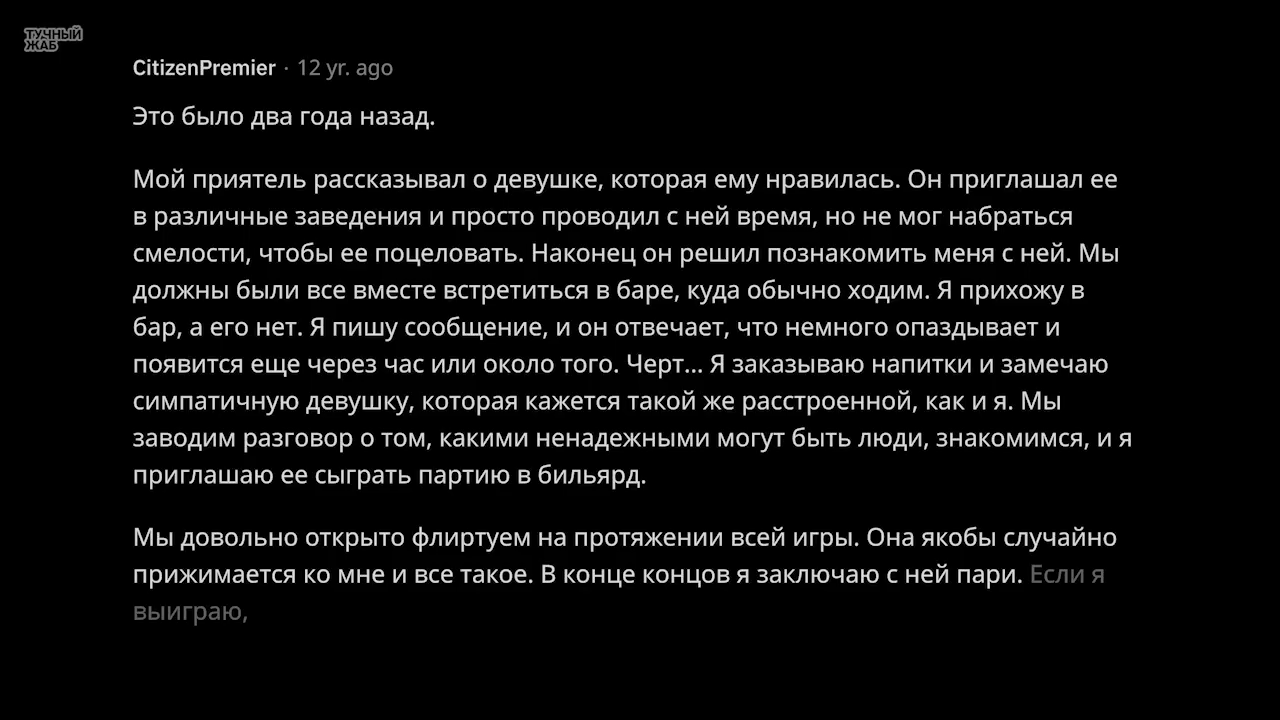 ТУЧНЫЙ
ЖАБ
CitizenPremier · 12 yr. ago
Это было два года назад.
Мой приятель рассказывал о девушке, которая ему нравилась. Он приглашал ее
в различные заведения и просто проводил с ней время, но не мог набраться
смелости, чтобы ее поцеловать. Наконец он решил познакомить меня с ней. Мы
должны были все вместе встретиться в баре, куда обычно ходим. Я прихожу в
бар, а его нет. Я пишу сообщение, и он отвечает, что немного опаздывает и
появится еще через час или около того. Черт... Я заказываю напитки и замечаю
симпатичную девушку, которая кажется такой же расстроенной, как и я. Мы
заводим разговор о том, какими ненадежными могут быть люди, знакомимся, и я
приглашаю ее сыграть партию в бильярд.
Мы довольно открыто флиртуем на протяжении всей игры. Она якобы случайно
прижимается ко мне и все такое. В конце концов я заключаю с ней пари. Если я
выиграю,